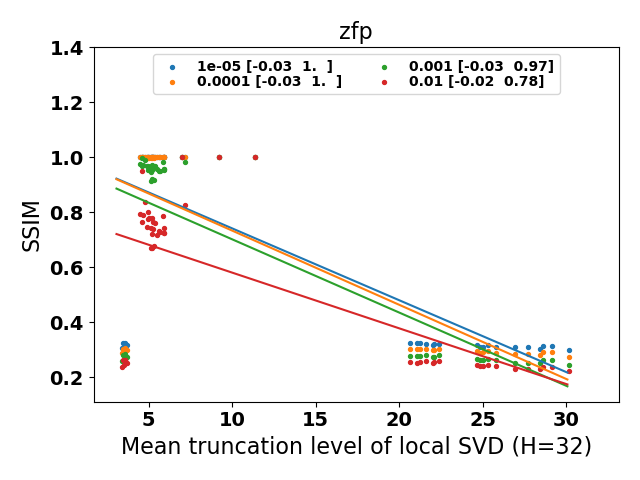 zfp
1e-05 [-0.03  1.  ]
0.0001 [-0.03  1.  ]
0.001 [-0.03  0.97]
0.01 [-0.02  0.78]
1.4
1.2
1.0
0.8
0.6
0.4
0.2
SSIM
5
10
15
20
25
30
Mean truncation level of local SVD (H=32)